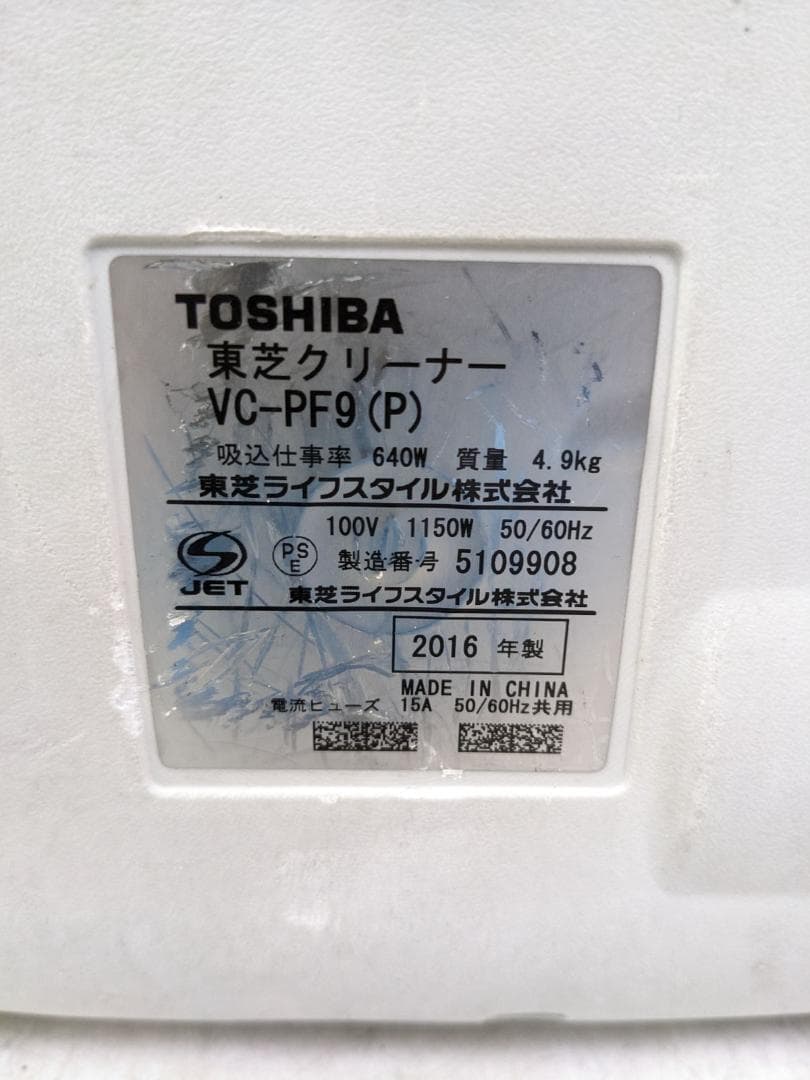 TOSHIBA
東芝クリーナー
VC-PF9(P)
吸込仕事率 640W 質量 4.9kg
東芝ライフスタイル株式会社
100V 1150W 50/60Hz
JET PSE 製造番号 5109908
東芝ライフスタイル株式会社
2016 年製
MADE IN CHINA
電流ヒューズ 15A 50/60Hz共用